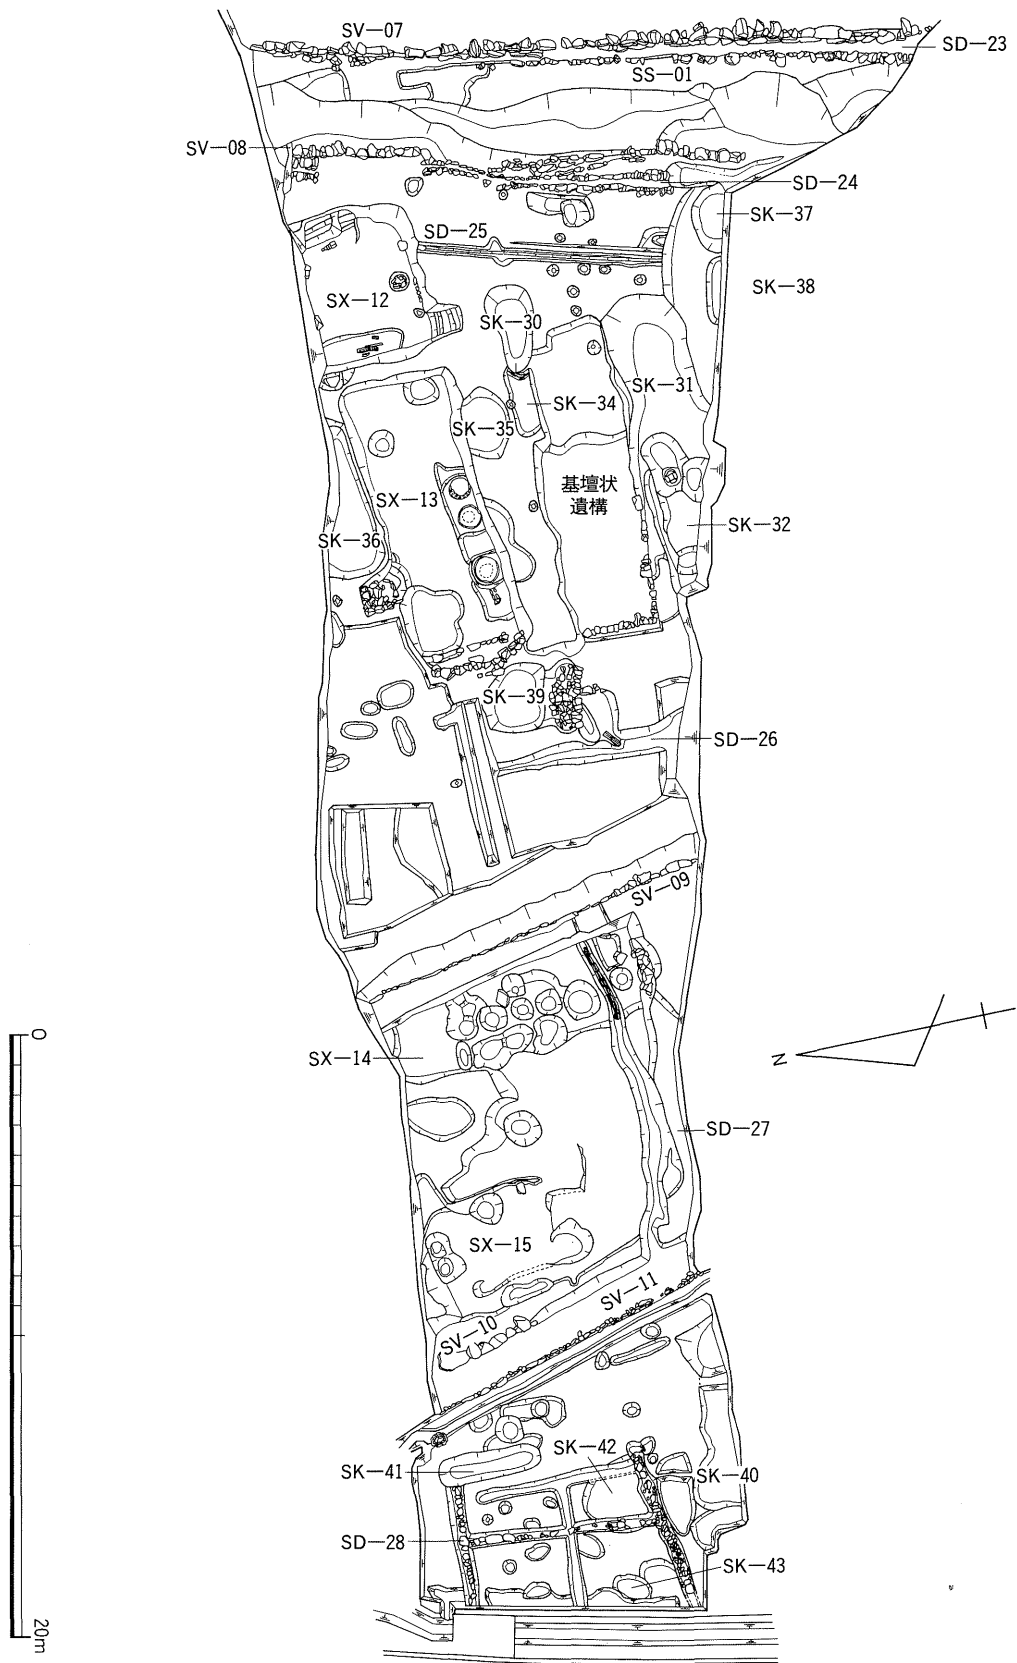 SV-07
SD-23
SS-01
SV-08
SD-24
SK-37
SD-25
SK-38
SX-12
SK-30
SK-31
SK-34
SK-35
基壇状
遺構
SX-13
SK-32
SK-36
SK-39
SD-26
SV-09
0
N
SX-14
SD-27
SX-15
SV-11
SV-10
SK-42
SK-41
SK-40
SD-28
SK-43
20m